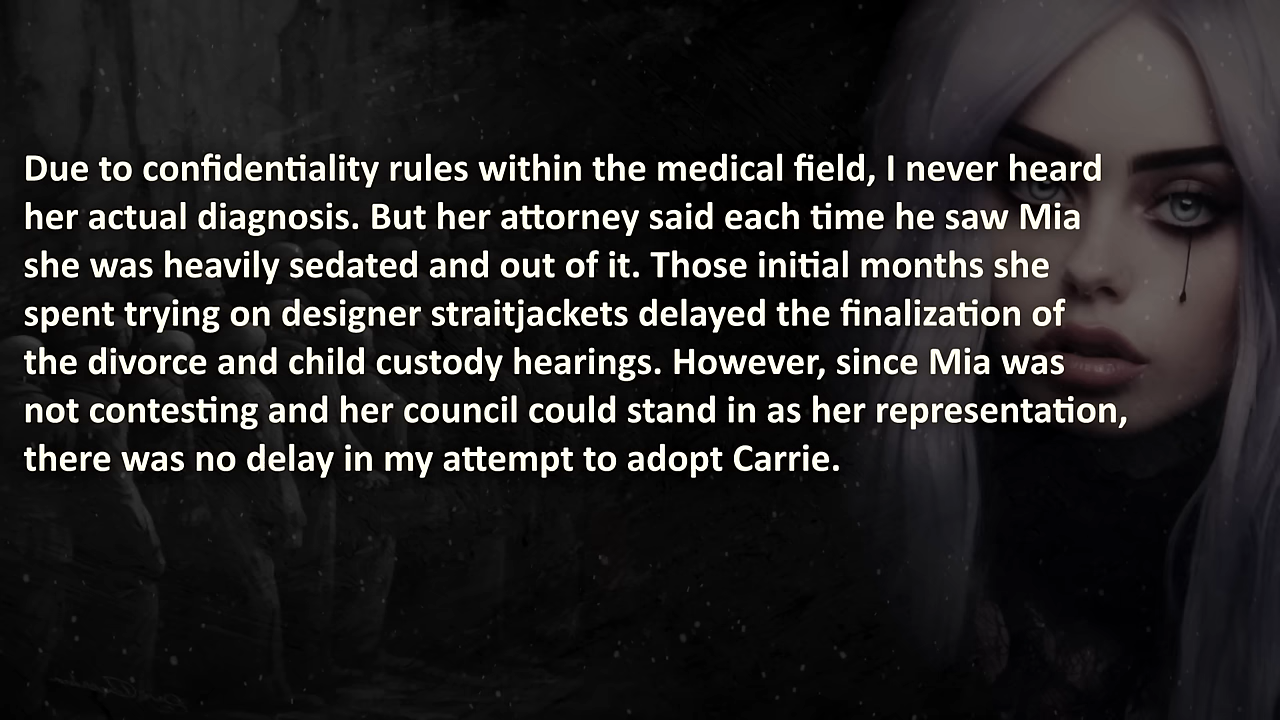 Due to confidentiality rules within the medical field, I never heard
her actual diagnosis. But her attorney said each time he saw Mia
she was heavily sedated and out of it. Those initial months she
spent trying on designer straitjackets delayed the finalization of
the divorce and child custody hearings. However, since Mia was
not contesting and her council could stand in as her representation,
there was no delay in my attempt to adopt Carrie.